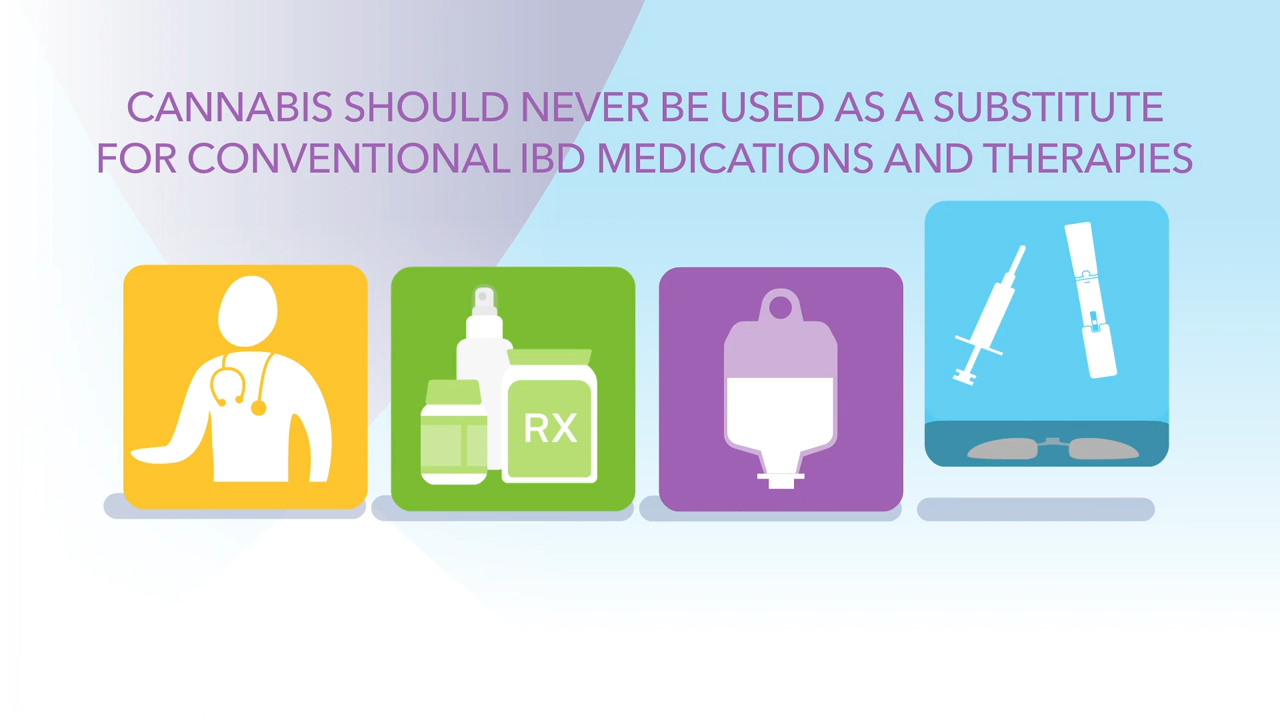 CANNABIS SHOULD NEVER BE USED AS A SUBSTITUTE
FOR CONVENTIONAL IBD MEDICATIONS AND THERAPIES
RX